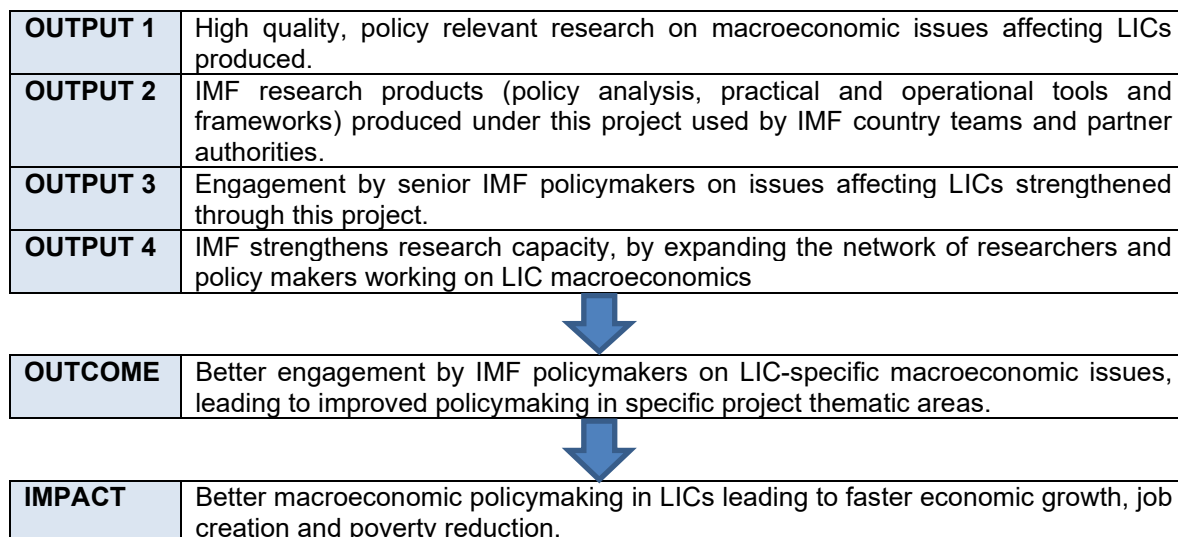 OUTPUT 1 High quality, policy relevant research on macroeconomic issues affecting LICs
produced.
OUTPUT 2 IMF research products (policy analysis, practical and operational tools and
frameworks) produced under this project used by IMF country teams and partner
authorities.
OUTPUT 3 Engagement by senior IMF policymakers on issues affecting LICs strengthened
through this project.
OUTPUT 4 IMF strengthens research capacity, by expanding the network of researchers and
policy makers working on LIC macroeconomics
OUTCOME Better engagement by IMF policymakers on LIC-specific macroeconomic issues,
leading to improved policymaking in specific project thematic areas.
IMPACT Better macroeconomic policymaking in LICs leading to faster economic growth, job
creation and poverty reduction.